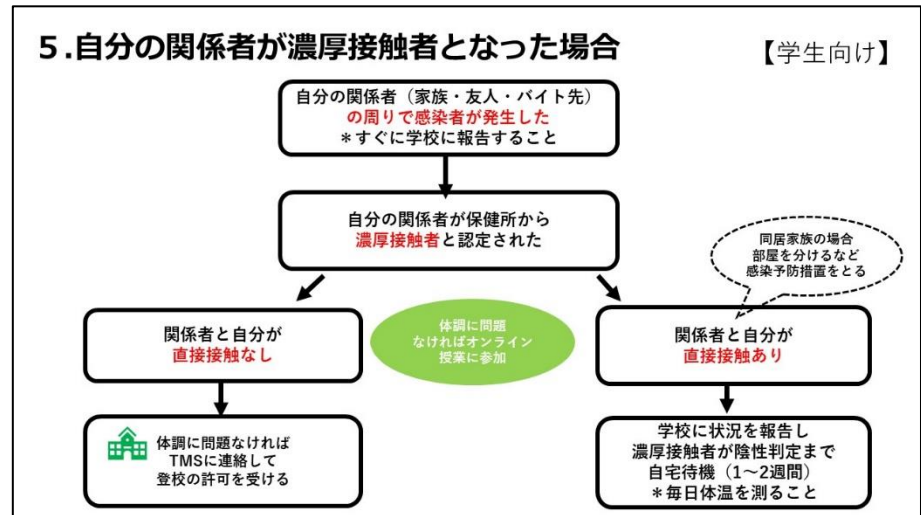 ５.自分の関係者が濃厚接触者となった場合
【学生向け】
自分の関係者（家族・友人・バイト先）
の周りで感染者が発生した
＊すぐに学校に報告すること
自分の関係者が保健所から
濃厚接触者と認定された
同居家族の場合
部屋を分けるなど
感染予防措置をとる
関係者と自分が
直接接触なし
体調に問題
なければオンライン
授業に参加
関係者と自分が
直接接触あり
体調に問題なければ
TMSに連絡して
登校の許可を受ける
学校に状況を報告し
濃厚接触者が陰性判定まで
自宅待機（1～2週間）
＊毎日体温を測ること